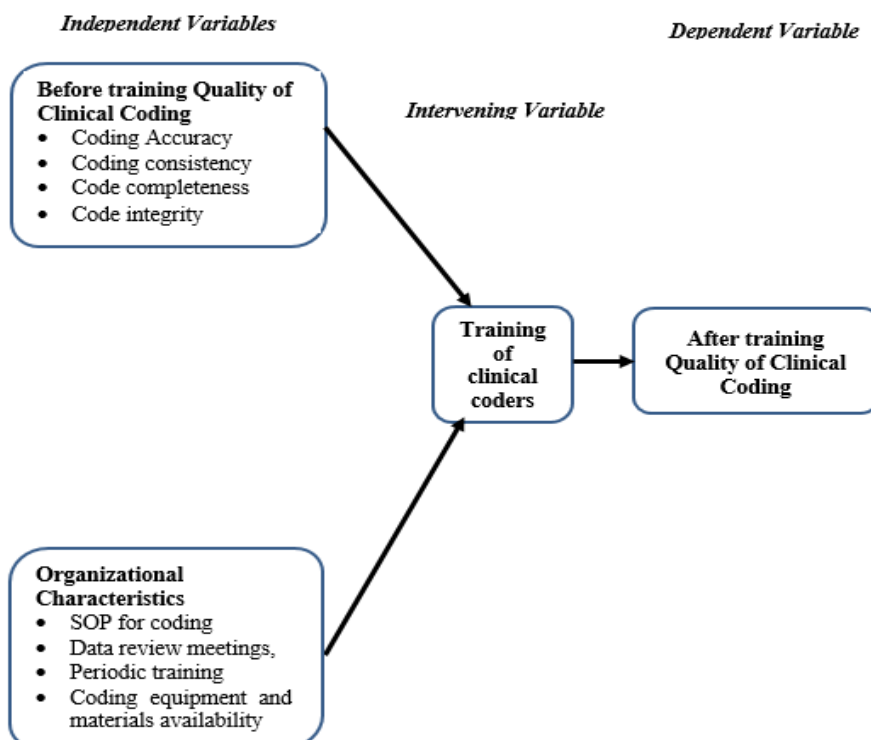 Independent Variables
Dependent Variable
Before training Quality of
Clinical Coding
• Coding Accuracy
• Coding consistency
• Code completeness
• Code integrity
Intervening Variable
Training
of
clinical
coders
After training
Quality of Clinical
Coding
Organizational
Characteristics
• SOP for coding
• Data review meetings,
• Periodic training
• Coding equipment and
materials availability